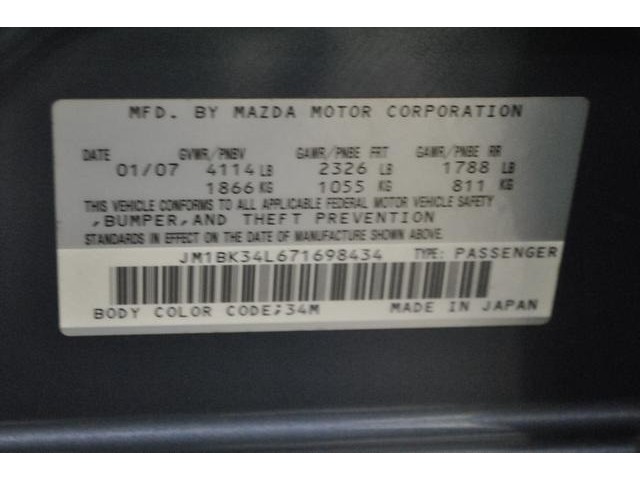 MFD. BY MAZDA MOTOR CORPORATION
DATE GVWR/PNBV GAWR/PNBE FRT GAWR/PNBE RR
01/07 4114 LB 2326 LB 1788 LB
1866 KG 1055 KG 811 KG
THIS VEHICLE CONFORMS TO ALL APPLICABLE FEDERAL MOTOR VEHICLE SAFETY
,BUMPER,AND THEFT PREVENTION
STANDARDS IN EFFECT ON THE DATE OF MANUFACTURE SHOWN ABOVE.
JM1BK34L671698434 TYPE: PASSENGER
BODY COLOR CODE;34M MADE IN JAPAN